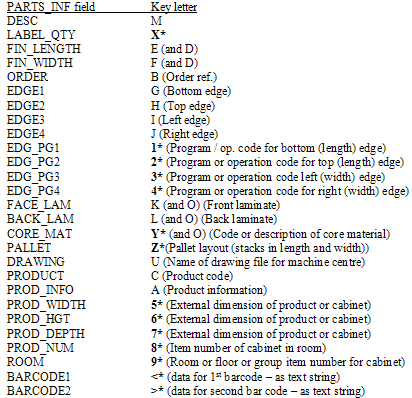 PARTS_INF field Key letter
DESC M
LABEL_QTY X*
FIN_LENGTH E (and D)
FIN_WIDTH F (and D)
ORDER B (Order ref.)
EDGE1 G (Bottom edge)
EDGE2 H (Top edge)
EDGE3 I (Left edge)
EDGE4 J (Right edge)
EDG_PG1 1* (Program / op. code for bottom (length) edge)
EDG_PG2 2* (Program or operation code for top (length) edge)
EDG_PG3 3* (Program or operation code left (width) edge)
EDG_PG4 4* (Program or operation code for right (width) edge)
FACE_LAM K (and O) (Front laminate)
BACK_LAM L (and O) (Back laminate)
CORE_MAT Y* (and O) (Code or description of core material)
PALLET Z*(Pallet layout (stacks in length and width))
DRAWING U (Name of drawing file for machine centre)
PRODUCT C (Product code)
PROD_INFO A (Product information)
PROD_WIDTH 5* (External dimension of product or cabinet)
PROD_HGT 6* (External dimension of product or cabinet)
PROD_DEPTH 7* (External dimension of product or cabinet)
PROD_NUM 8* (Item number of cabinet in room)
ROOM 9* (Room or floor or group item number for cabinet)
BARCODE1 <* (data for 1st barcode – as text string)
BARCODE2 >* (data for second bar code – as text string)